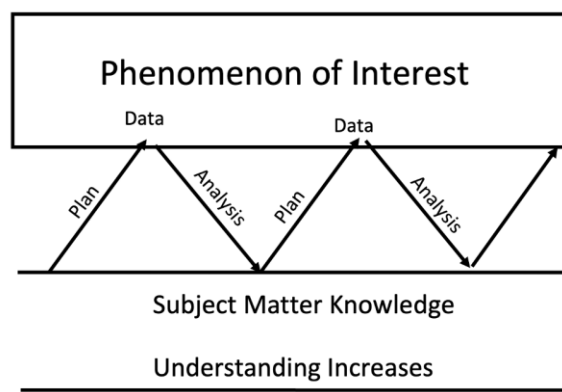 Phenomenon of Interest
Data
Data
Plan
Analysis
Plan
Analysis
Subject Matter Knowledge
Understanding Increases